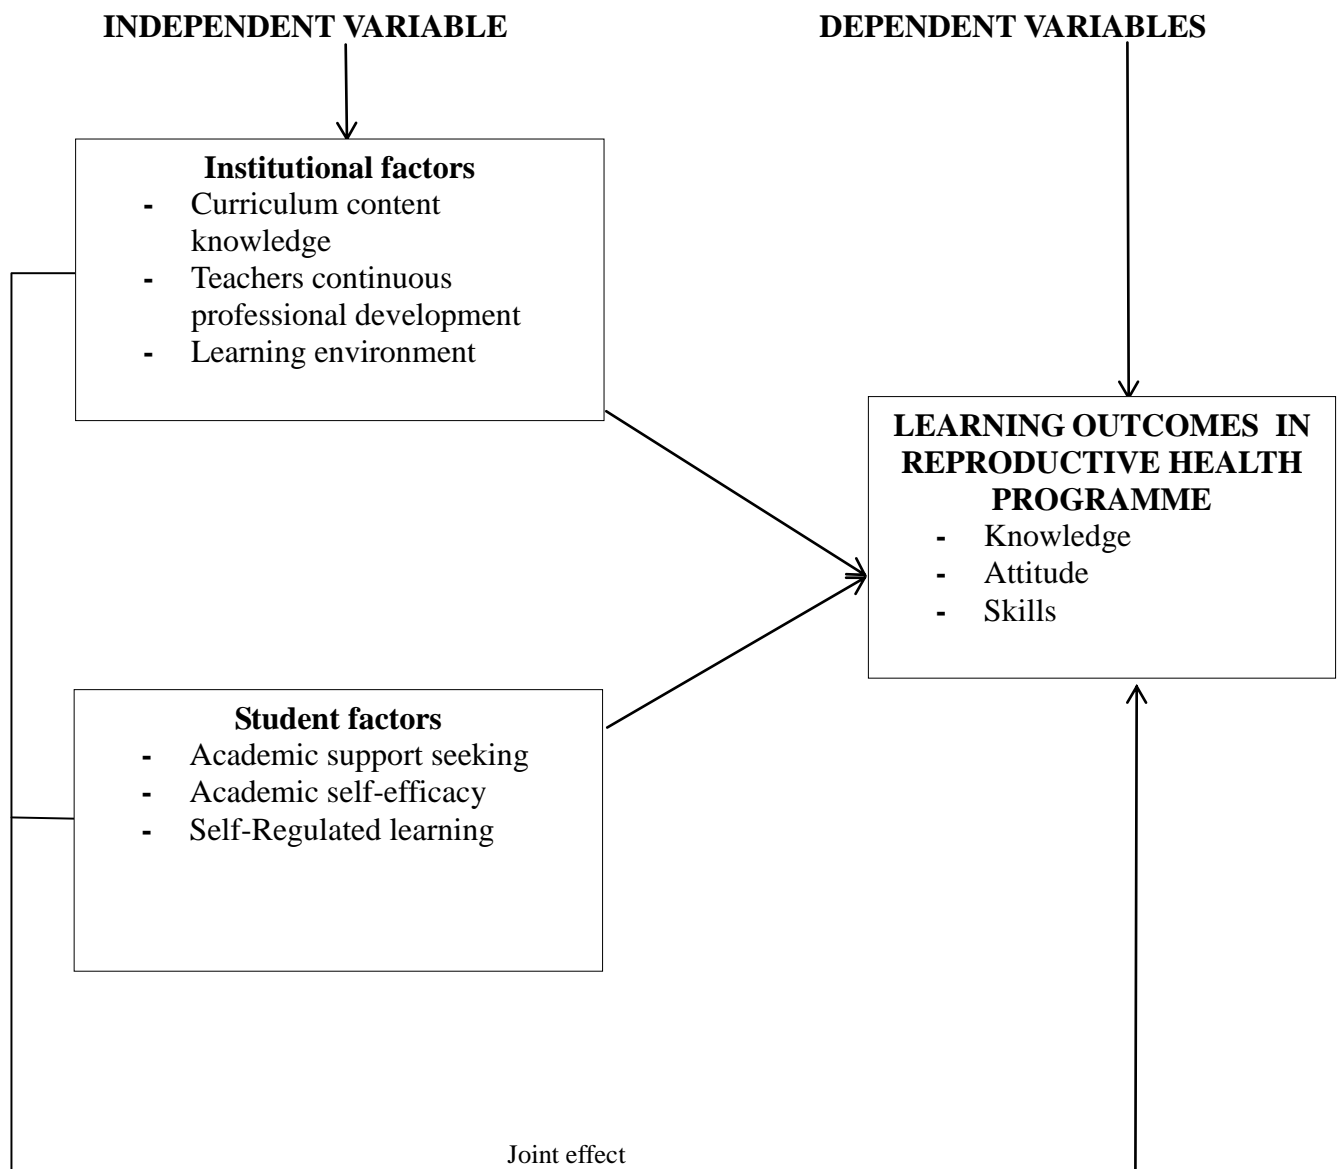 INDEPENDENT VARIABLE
DEPENDENT VARIABLES
Institutional factors
- Curriculum content
knowledge
- Teachers continuous
professional development
- Learning environment
LEARNING OUTCOMES IN
REPRODUCTIVE HEALTH
PROGRAMME
- Knowledge
- Attitude
- Skills
Student factors
- Academic support seeking
- Academic self-efficacy
- Self-Regulated learning
Joint effect